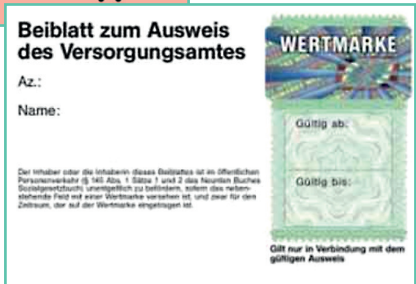 Beiblatt zum Ausweis
des Versorgungsamtes
Az.:
Name:
Der Inhaber oder die Inhaberin dieses Beiblattes ist im öffentlichen
Personenverkehr (§ 145 Abs. 1 Sätze 1 und 2 des Neunten Buches
Sozialgesetzbuch) unentgeltlich zu befördern, sofern das neben-
stehende Feld mit einer Wertmarke versehen ist, und zwar für den
Zeitraum, der auf der Wertmarke eingetragen ist.
WERTMARKE
Gültig ab:
Gültig bis:
Gilt nur in Verbindung mit dem
gültigen Ausweis